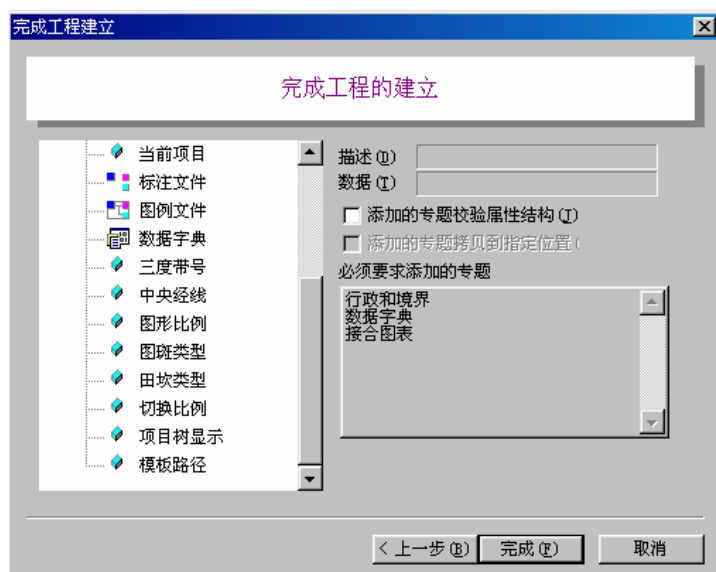 完成工程建立
完成工程的建立
当前项目
标注文件
图例文件
数据字典
三度带号
中央经线
图形比例
图斑类型
田坎类型
切换比例
项目树显示
模板路径
描述(D)
数据(T)
添加的专题校验属性结构(J)
添加的专题拷贝到指定位置(
必须要求添加的专题
行政和境界
数据字典
接合图表
< 上一步(B) 完成(F) 取消